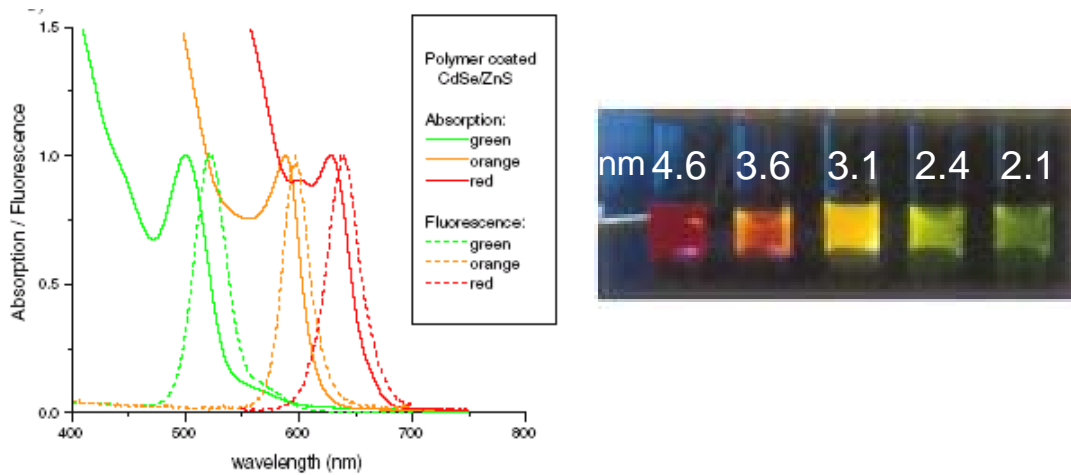 1.5
1.0
0.5
0.0
400
500
600
700
800
Absorption / Fluorescence
wavelength (nm)
Polymer coated
CdSe/ZnS
Absorption:
green
orange
red
Fluorescence:
green
orange
red
nm 4.6 3.6 3.1 2.4 2.1